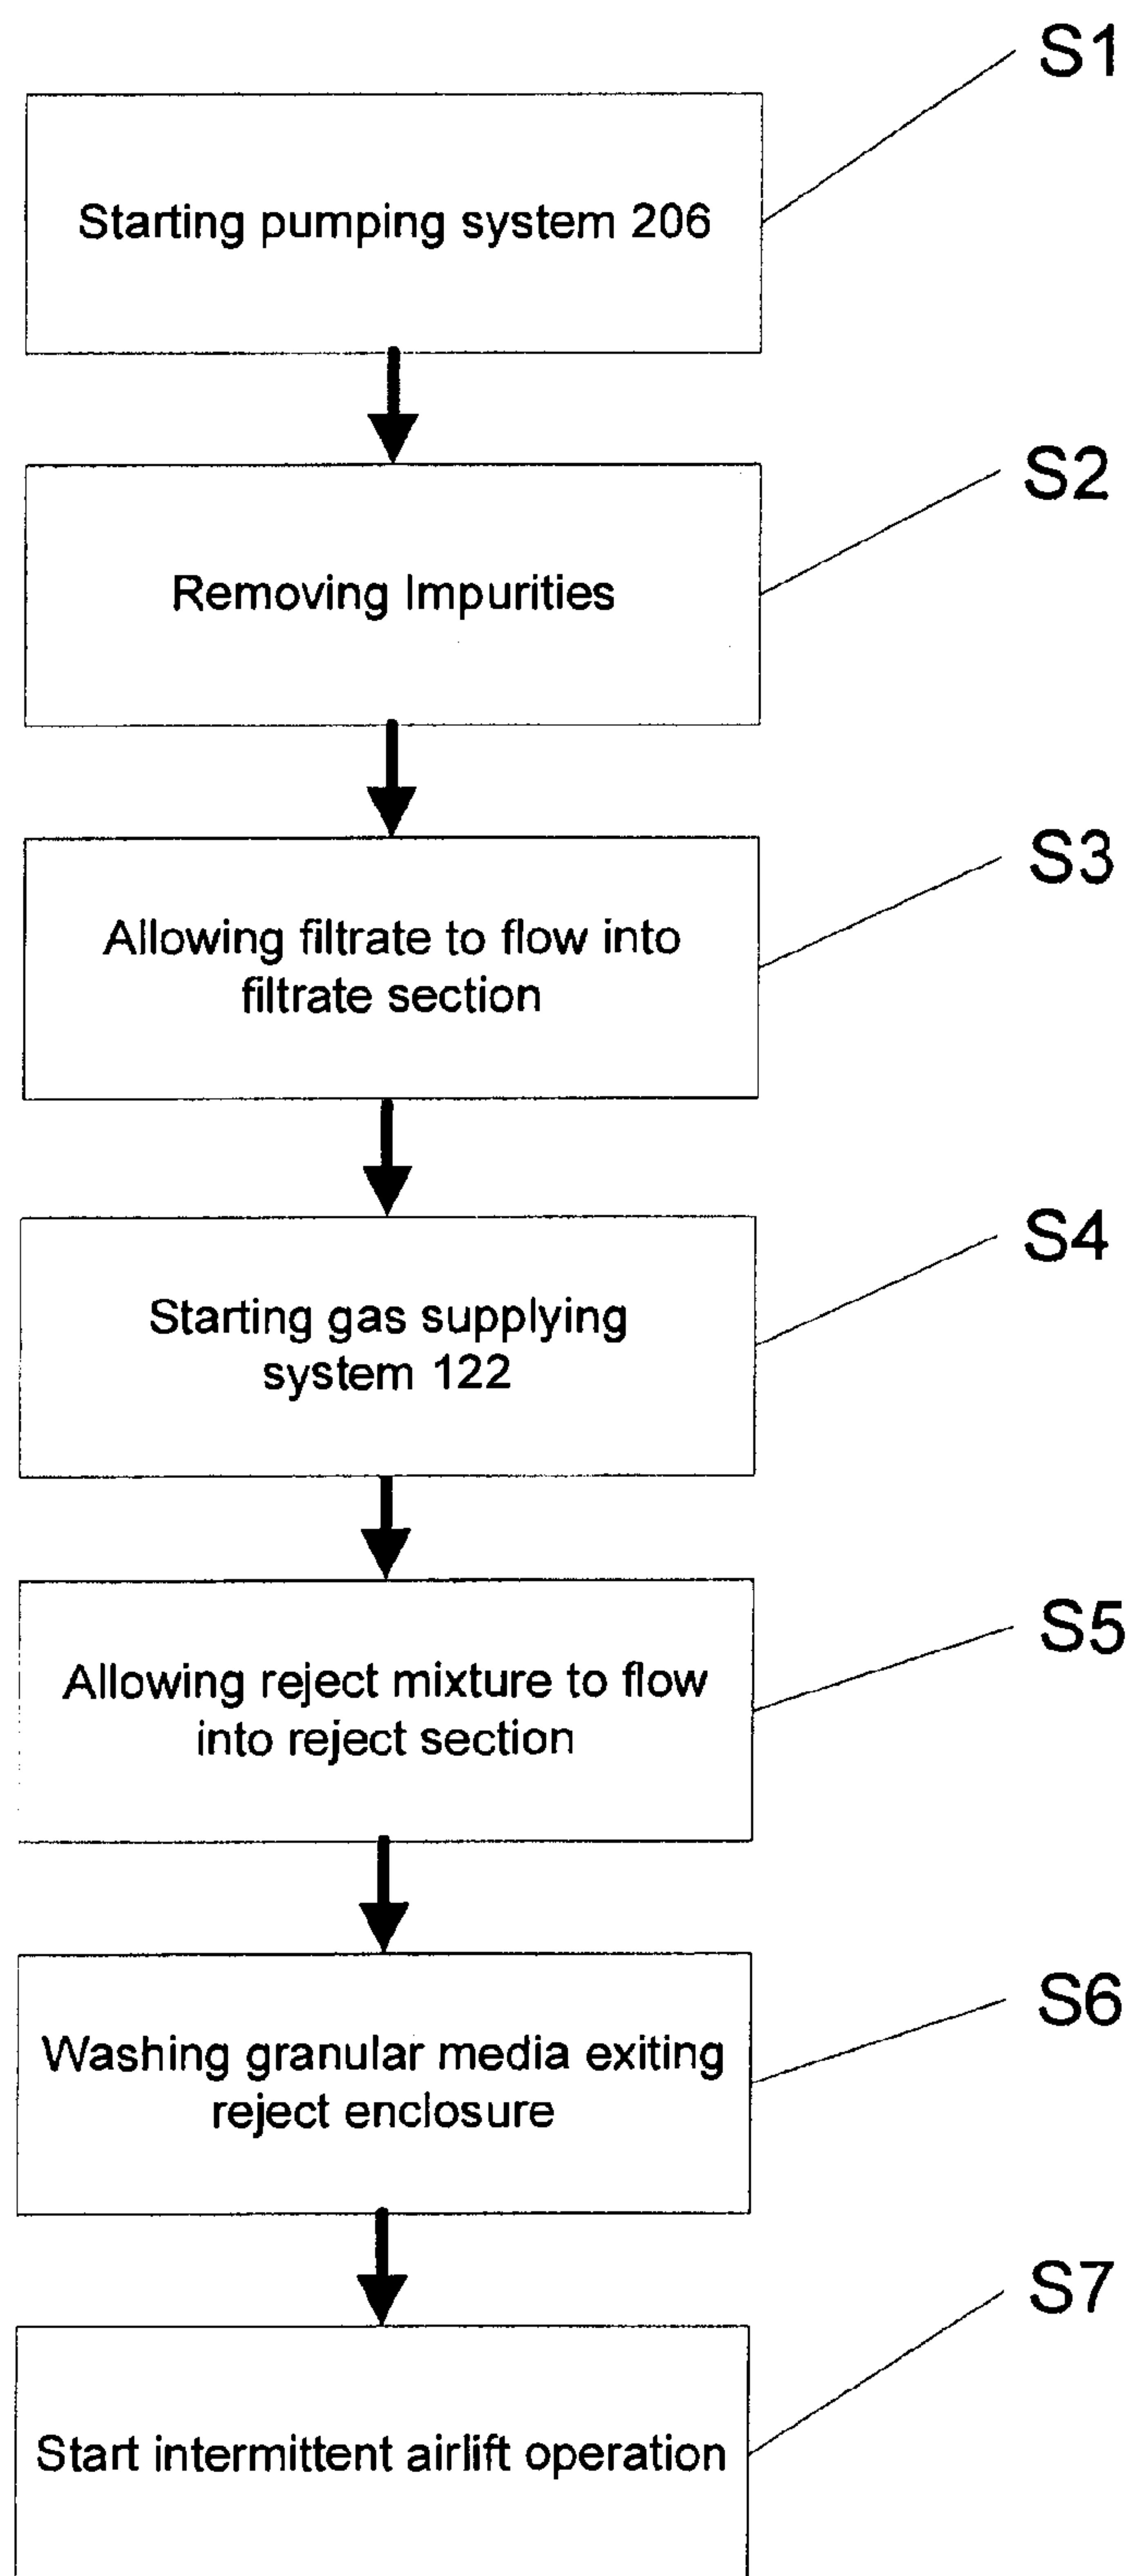 S1
Starting pumping system 206
S2
Removing Impurities
S3
Allowing filtrate to flow into
filtrate section
S4
Starting gas supplying
system 122
S5
Allowing reject mixture to flow
into reject section
S6
Washing granular media exiting
reject enclosure
S7
Start intermittent airlift operation